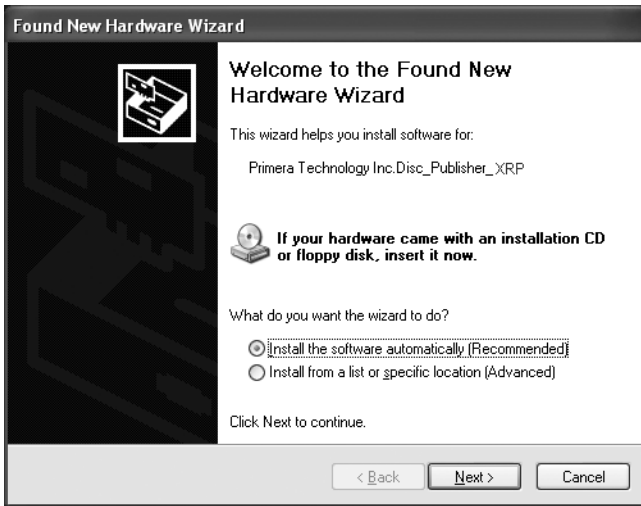 Found New Hardware Wizard
Welcome to the Found New
Hardware Wizard
This wizard helps you install software for:
Primera Technology Inc.Disc_Publisher_XRP
If your hardware came with an installation CD
or floppy disk, insert it now.
What do you want the wizard to do?
Install the software automatically (Recommended)
Install from a list or specific location (Advanced)
Click Next to continue.
< Back Next > Cancel